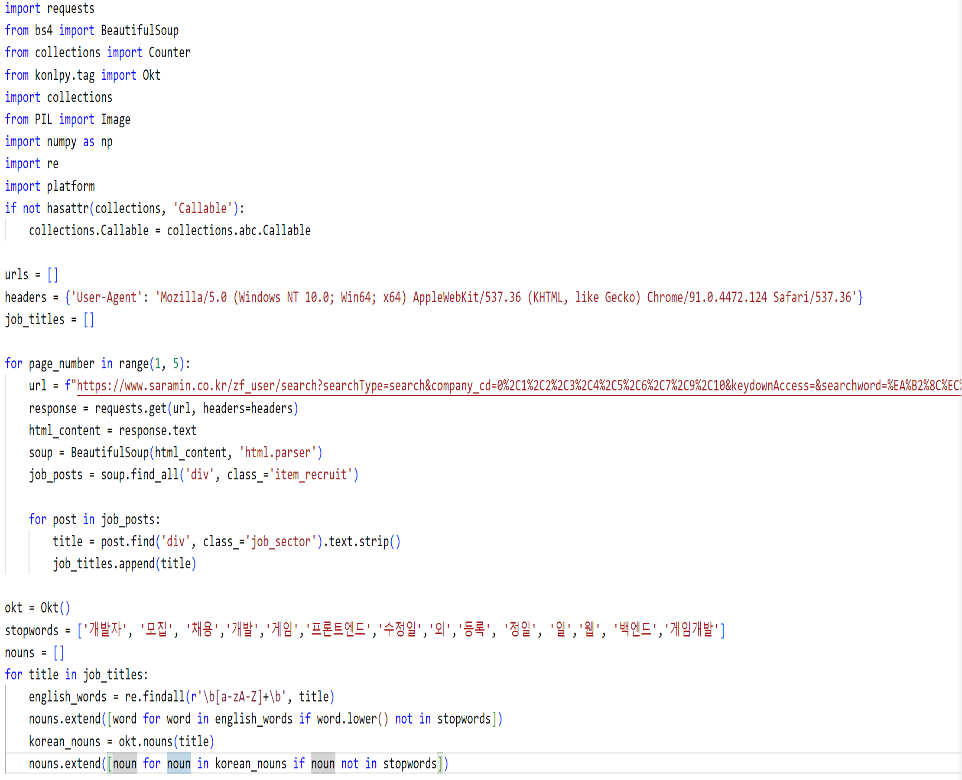 import requests
from bs4 import BeautifulSoup
from collections import Counter
from konlpy.tag import Okt
import collections
from PIL import Image
import numpy as np
import re
import platform
if not hasattr(collections, 'Callable'):
    collections.Callable = collections.abc.Callable
urls = []
headers = {'User-Agent': 'Mozilla/5.0 (Windows NT 10.0; Win64; x64) AppleWebKit/537.36 (KHTML, like Gecko) Chrome/91.0.4472.124 Safari/537.36'}
job_titles = []
for page_number in range(1, 5):
    url = f"https://www.saramin.co.kr/zf_user/search?searchType=search&company_cd=0%2C1%2C2%2C3%2C4%2C5%2C6%2C7%2C9%2C10&keydownAccess=&searchword=%EA%B2%8C%EC%
    response = requests.get(url, headers=headers)
    html_content = response.text
    soup = BeautifulSoup(html_content, 'html.parser')
    job_posts = soup.find_all('div', class_='item_recruit')
    for post in job_posts:
        title = post.find('div', class_='job_sector').text.strip()
        job_titles.append(title)
okt = Okt()
stopwords = ['개발자', '모집', '채용','개발','게임','프론트엔드','수정일','외','등록', '정일', '일','웹', '백엔드','게임개발']
nouns = []
for title in job_titles:
    english_words = re.findall(r'\b[a-zA-Z]+\b', title)
    nouns.extend([word for word in english_words if word.lower() not in stopwords])
    korean_nouns = okt.nouns(title)
    nouns.extend([noun for noun in korean_nouns if noun not in stopwords])